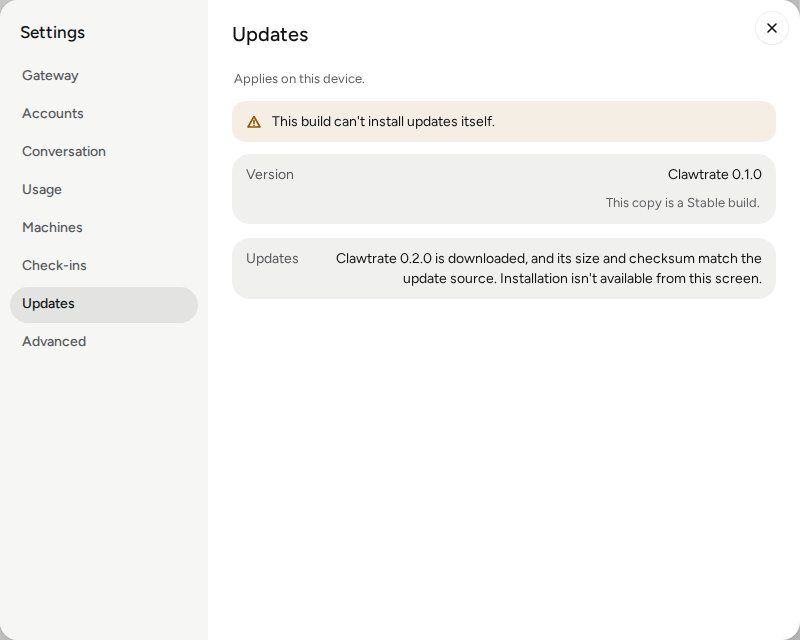 Settings
Gateway
Accounts
Conversation
Usage
Machines
Check-ins
Updates
Advanced
Updates
Applies on this device.
This build can't install updates itself.
Version
Clawtrate 0.1.0
This copy is a Stable build.
Updates
Clawtrate 0.2.0 is downloaded, and its size and checksum match the
update source. Installation isn't available from this screen.